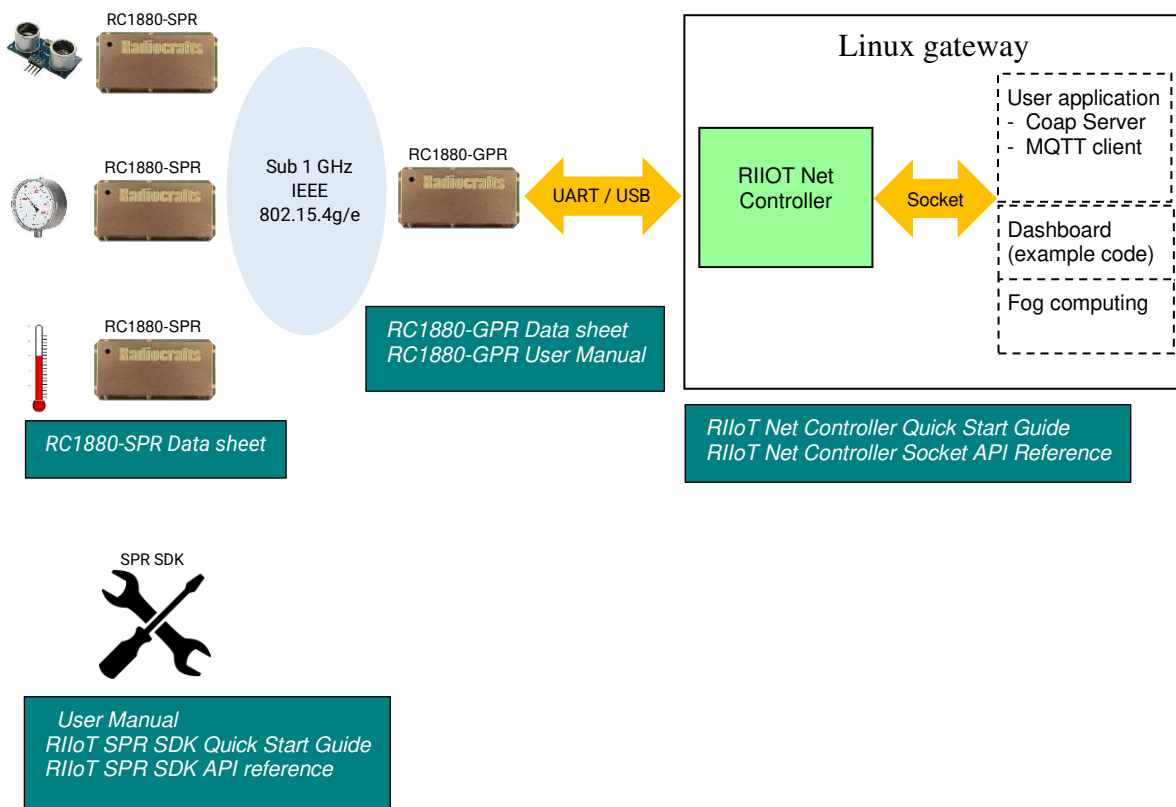 RC1880-SPR
Radiocrafts
RC1880-SPR
Radiocrafts
RC1880-SPR
Radiocrafts
RC1880-SPR Data sheet
Sub 1 GHz
IEEE
802.15.4g/e
RC1880-GPR
Radiocrafts
RC1880-GPR Data sheet
RC1880-GPR User Manual
UART / USB
Linux gateway
RIIOT Net
Controller
Socket
User application
- Coap Server
- MQTT client
Dashboard
(example code)
Fog computing
RIIoT Net Controller Quick Start Guide
RIIoT Net Controller Socket API Reference
SPR SDK
User Manual
RIIoT SPR SDK Quick Start Guide
RIIoT SPR SDK API reference